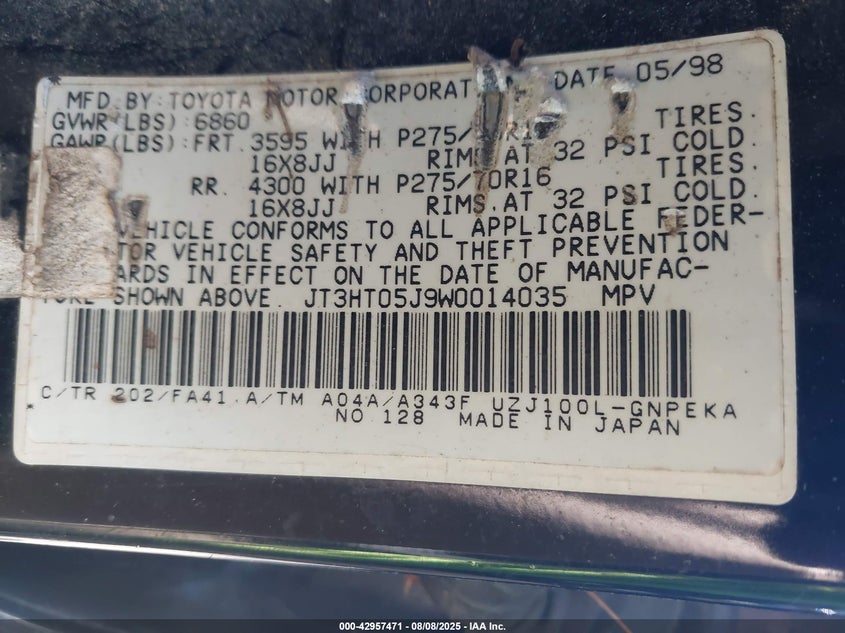 MFD. BY: TOYOTA MOTOR CORPORAT DATE 05/98
GVWR (LBS): 6860
GAWR (LBS): FRT. 3595 WITH P275/ TIRES.
16X8JJ RIMS AT 32 PSI COLD.
RR. 4300 WITH P275/70R16 TIRES.
16X8JJ RIMS.AT 32 PSI COLD.
VEHICLE CONFORMS TO ALL APPLICABLE FEDER-
TOR VEHICLE SAFETY AND THEFT PREVENTION
ARDS IN EFFECT ON THE DATE OF MANUFAC-
TURE SHOWN ABOVE. JT3HT05J9W0014035 MPV
C/TR 202/FA41 A/TM A04A/A343F UZJ100L-GNPEKA
NO 128 MADE IN JAPAN
000-42957471 - 08/08/2025 - IAA Inc.